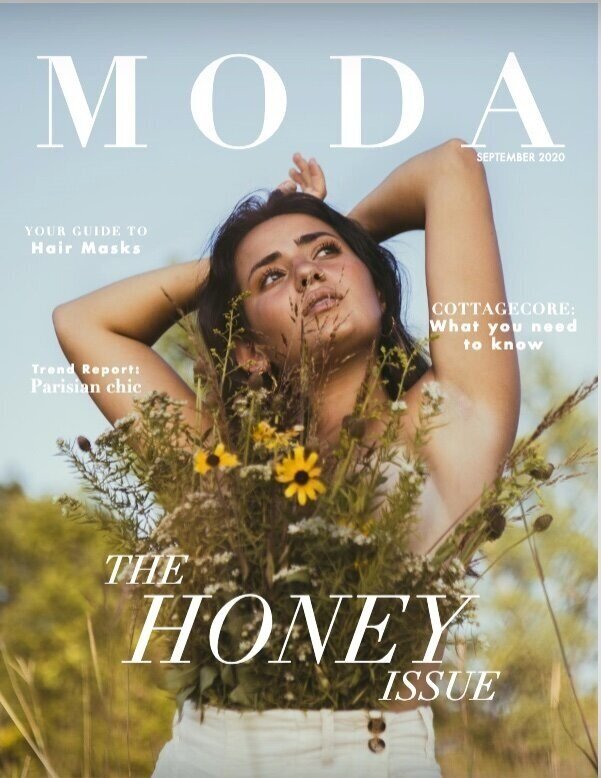 MODA
SEPTEMBER 2020
YOUR GUIDE TO
Hair Masks
COTTAGECORE:
What you need
to know
Trend Report:
Parisian chic
THE
HONEY
ISSUE